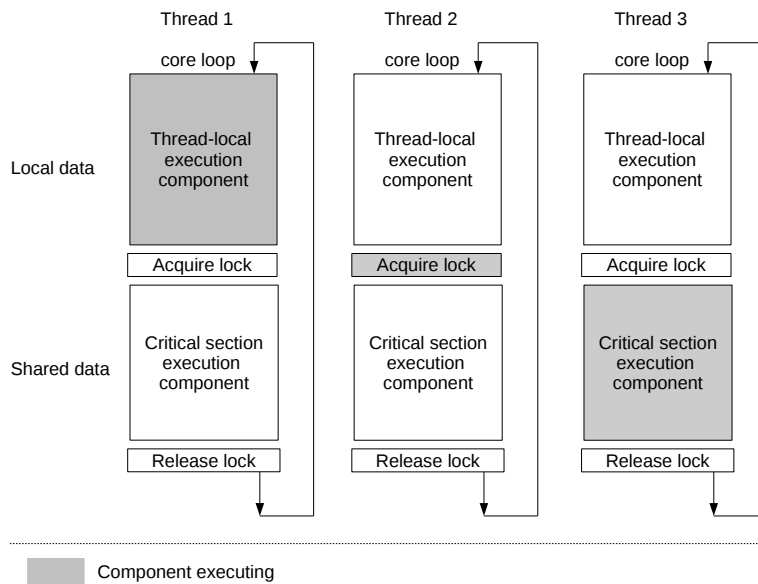 Thread 1 Thread 2 Thread 3
core loop core loop core loop
Local data
Thread-local
execution
component
Thread-local
execution
component
Thread-local
execution
component
Acquire lock Acquire lock Acquire lock
Shared data
Critical section
execution
component
Critical section
execution
component
Critical section
execution
component
Release lock Release lock Release lock
Component executing